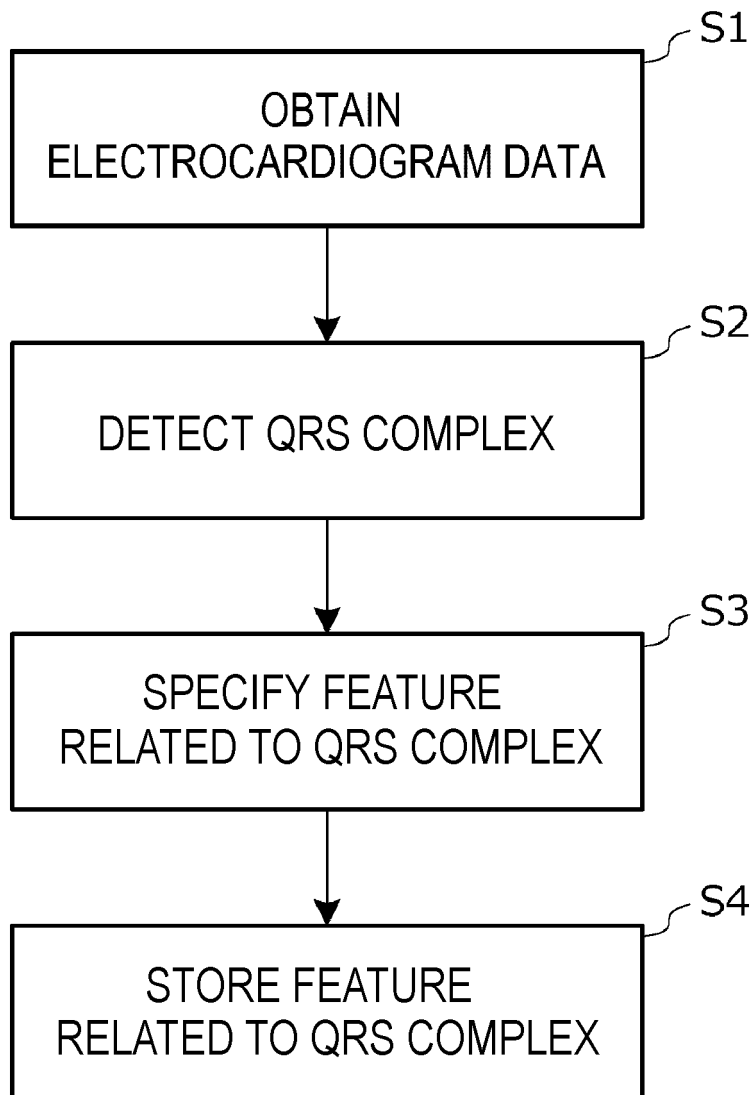 S1
OBTAIN
ELECTROCARDIOGRAM DATA
S2
DETECT QRS COMPLEX
S3
SPECIFY FEATURE
RELATED TO QRS COMPLEX
S4
STORE FEATURE
RELATED TO QRS COMPLEX